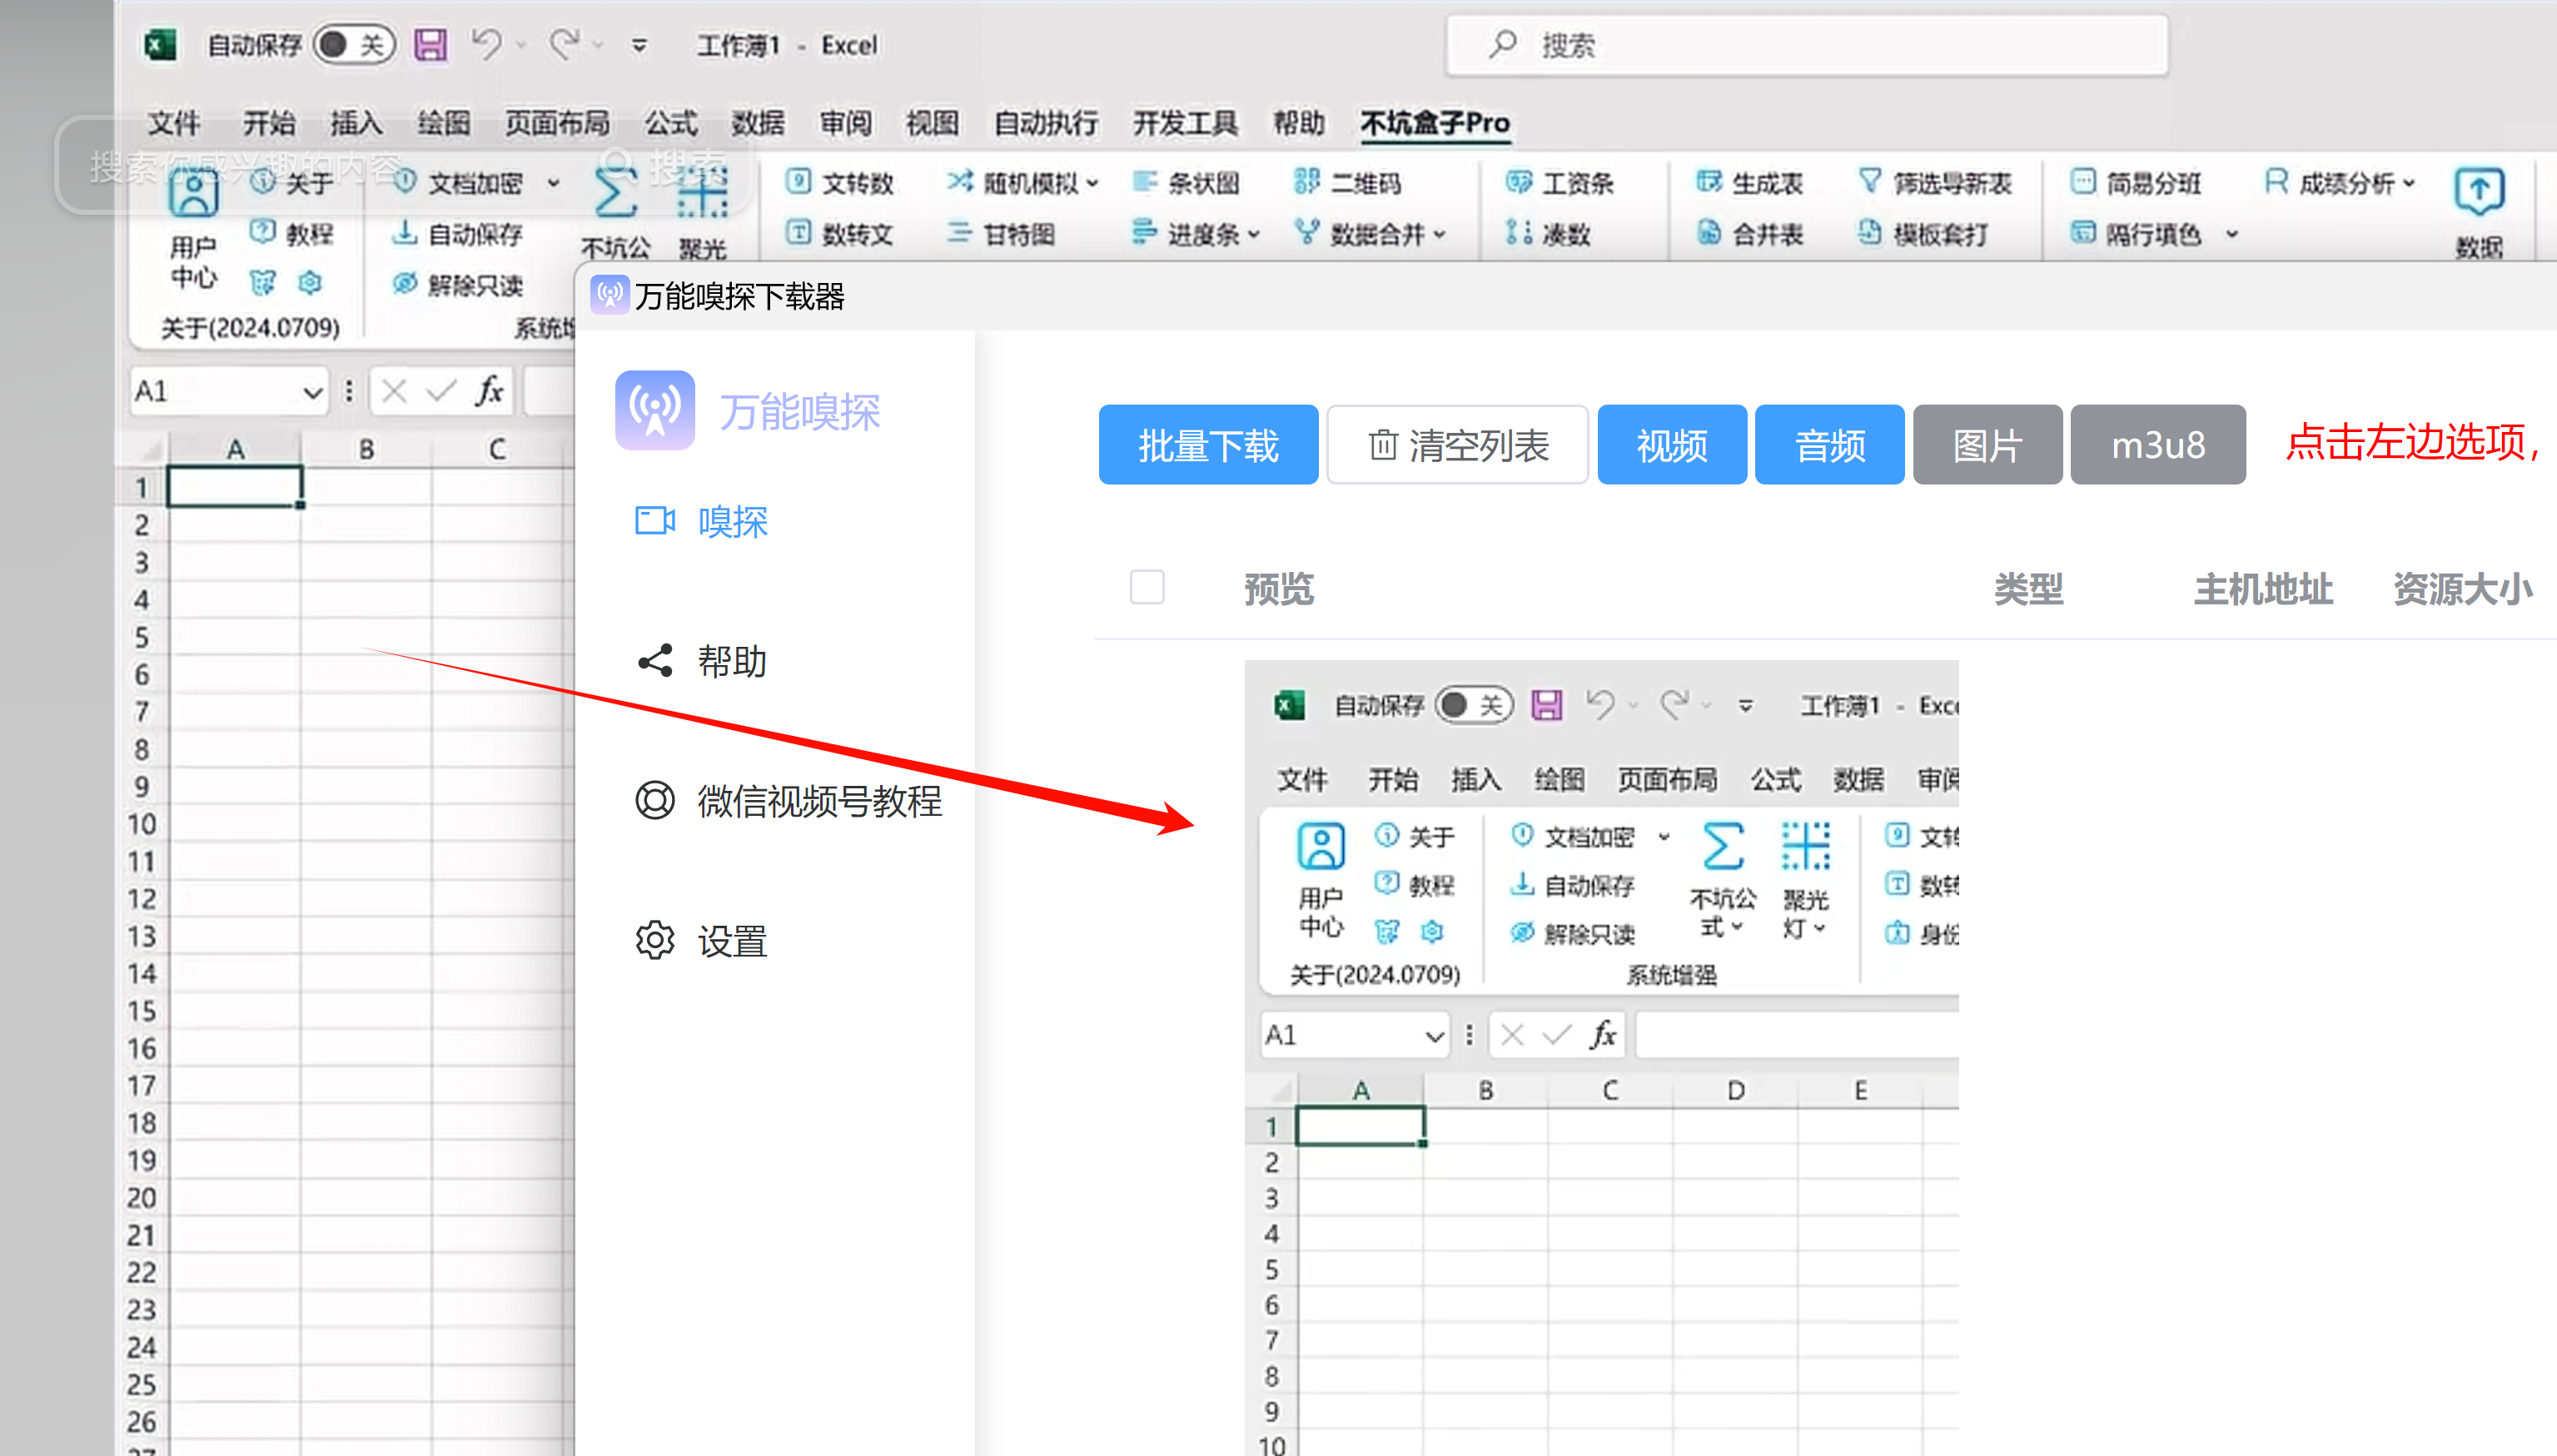 自动保存 关 工作簿1 - Excel 搜索
文件 开始 插入 绘图 页面布局 公式 数据 审阅 视图 自动执行 开发工具 帮助 不坑盒子Pro
搜索你感兴趣的内容 搜索
关于 文档加密 文转数 随机模拟 条状图 二维码 工资条 生成表 筛选导新表 简易分班 成绩分析
用户中心 教程 自动保存 不坑公 聚光 数转文 甘特图 进度条 数据合并 凑数 合并表 模板套打 隔行填色 数据
解除只读
关于(2024.0709) 系统增
A1 fx
A B C
1
2
3
4
5
6
7
8
9
10
11
12
13
14
15
16
17
18
19
20
21
22
23
24
25
26
万能嗅探下载器
万能嗅探
嗅探
帮助
微信视频号教程
设置
批量下载 清空列表 视频 音频 图片 m3u8 点击左边选项，
预览 类型 主机地址 资源大小
自动保存 关 工作簿1 - Exc
文件 开始 插入 绘图 页面布局 公式 数据 审阅
关于 文档加密 文转
用户中心 教程 自动保存 不坑公式 聚光灯 数转
解除只读 身份
关于(2024.0709) 系统增强
A1 fx
A B C D E
1
2
3
4
5
6
7
8
9
10